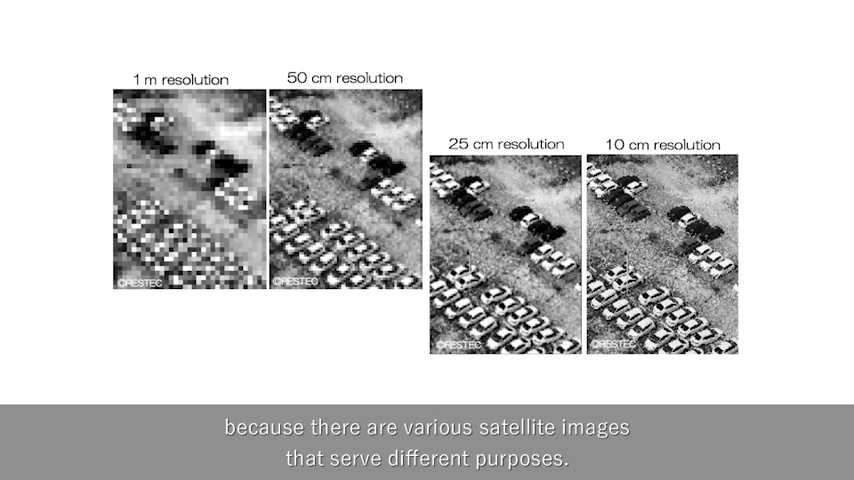 1 m resolution
50 cm resolution
25 cm resolution
10 cm resolution
©RESTEC
©RESTEC
©RESTEC
©RESTEC
because there are various satellite images
that serve different purposes.